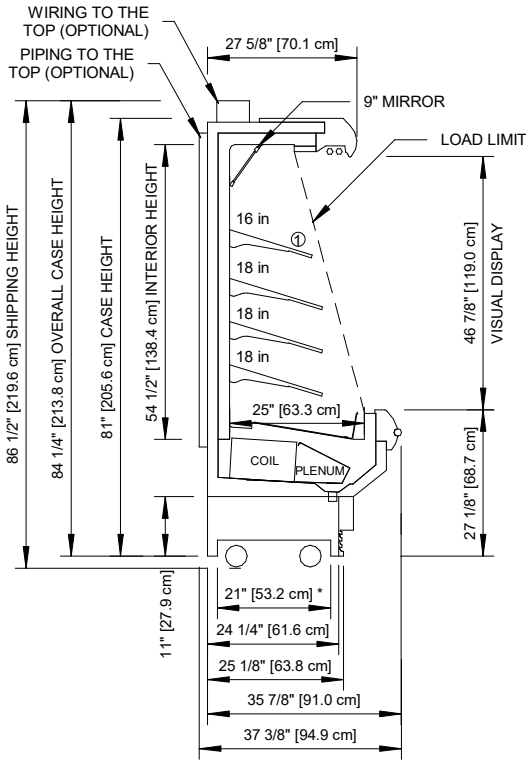 WIRING TO THE
TOP (OPTIONAL)
PIPING TO THE
TOP (OPTIONAL)
27 5/8" [70.1 cm]
9" MIRROR
LOAD LIMIT
86 1/2" [219.6 cm] SHIPPING HEIGHT
84 1/4" [213.8 cm] OVERALL CASE HEIGHT
81" [205.6 cm] CASE HEIGHT
54 1/2" [138.4 cm] INTERIOR HEIGHT
16 in
1
18 in
18 in
18 in
46 7/8" [119.0 cm]
VISUAL DISPLAY
25" [63.3 cm]
COIL
PLENUM
27 1/8" [68.7 cm]
11" [27.9 cm]
21" [53.2 cm] *
24 1/4" [61.6 cm]
25 1/8" [63.8 cm]
35 7/8" [91.0 cm]
37 3/8" [94.9 cm]